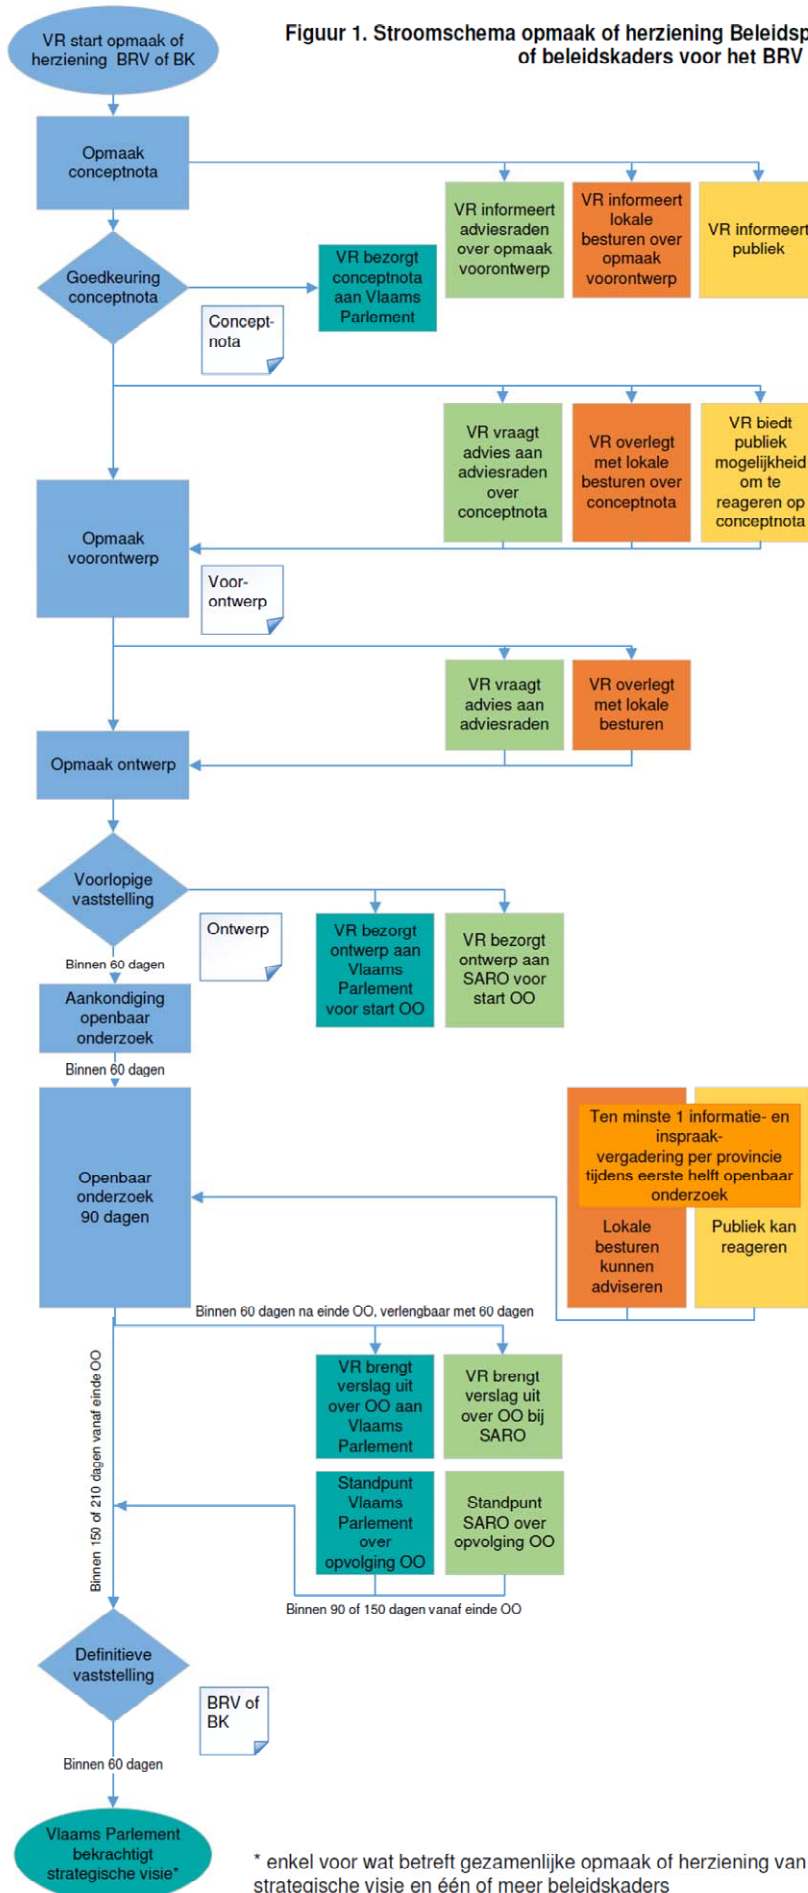 Figuur 1. Stroomschema opmaak of herziening Beleidsp
of beleidskaders voor het BRV
VR start opmaak of
herziening BRV of BK
Opmaak
conceptnota
VR informeert
adviesraden
over opmaak
voorontwerp
VR informeert
lokale
besturen over
opmaak
voorontwerp
VR informeert
publiek
Goedkeuring
conceptnota
VR bezorgt
conceptnota
aan Vlaams
Parlement
Concept-
nota
VR vraagt
advies aan
adviesraden
over
conceptnota
VR overlegt
met lokale
besturen over
conceptnota
VR biedt
publiek
mogelijkheid
om te
reageren op
conceptnota
Opmaak
voorontwerp
Voor-
ontwerp
VR vraagt
advies aan
adviesraden
VR overlegt
met lokale
besturen
Opmaak ontwerp
Voorlopige
vaststelling
Ontwerp
VR bezorgt
ontwerp aan
Vlaams
Parlement
voor start OO
VR bezorgt
ontwerp aan
SARO voor
start OO
Binnen 60 dagen
Aankondiging
openbaar
onderzoek
Binnen 60 dagen
Openbaar
onderzoek
90 dagen
Ten minste 1 informatie- en
inspraak-
vergadering per provincie
tijdens eerste helft openbaar
onderzoek
Lokale
besturen
kunnen
adviseren
Publiek kan
reageren
Binnen 60 dagen na einde OO, verlengbaar met 60 dagen
Binnen 150 of 210 dagen vanaf einde OO
VR brengt
verslag uit
over OO aan
Vlaams
Parlement
VR brengt
verslag uit
over OO bij
SARO
Standpunt
Vlaams
Parlement
over
opvolging OO
Standpunt
SARO over
opvolging OO
Binnen 90 of 150 dagen vanaf einde OO
Definitieve
vaststelling
BRV of
BK
Binnen 60 dagen
Vlaams Parlement
bekrachtigt
strategische visie*
* enkel voor wat betreft gezamenlijke opmaak of herziening van
strategische visie en één of meer beleidskaders